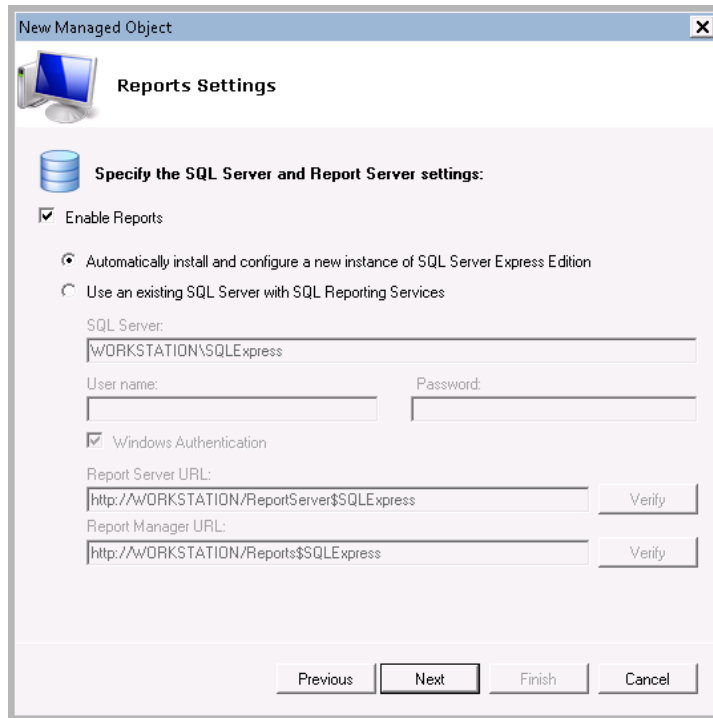 New Managed Object
Reports Settings
Specify the SQL Server and Report Server settings:
Enable Reports
Automatically install and configure a new instance of SQL Server Express Edition
Use an existing SQL Server with SQL Reporting Services
SQL Server:
WORKSTATION\SQLExpress
User name: Password:
Windows Authentication
Report Server URL:
http://WORKSTATION/ReportServer$SQLExpress Verify
Report Manager URL:
http://WORKSTATION/Reports$SQLExpress Verify
Previous Next Finish Cancel